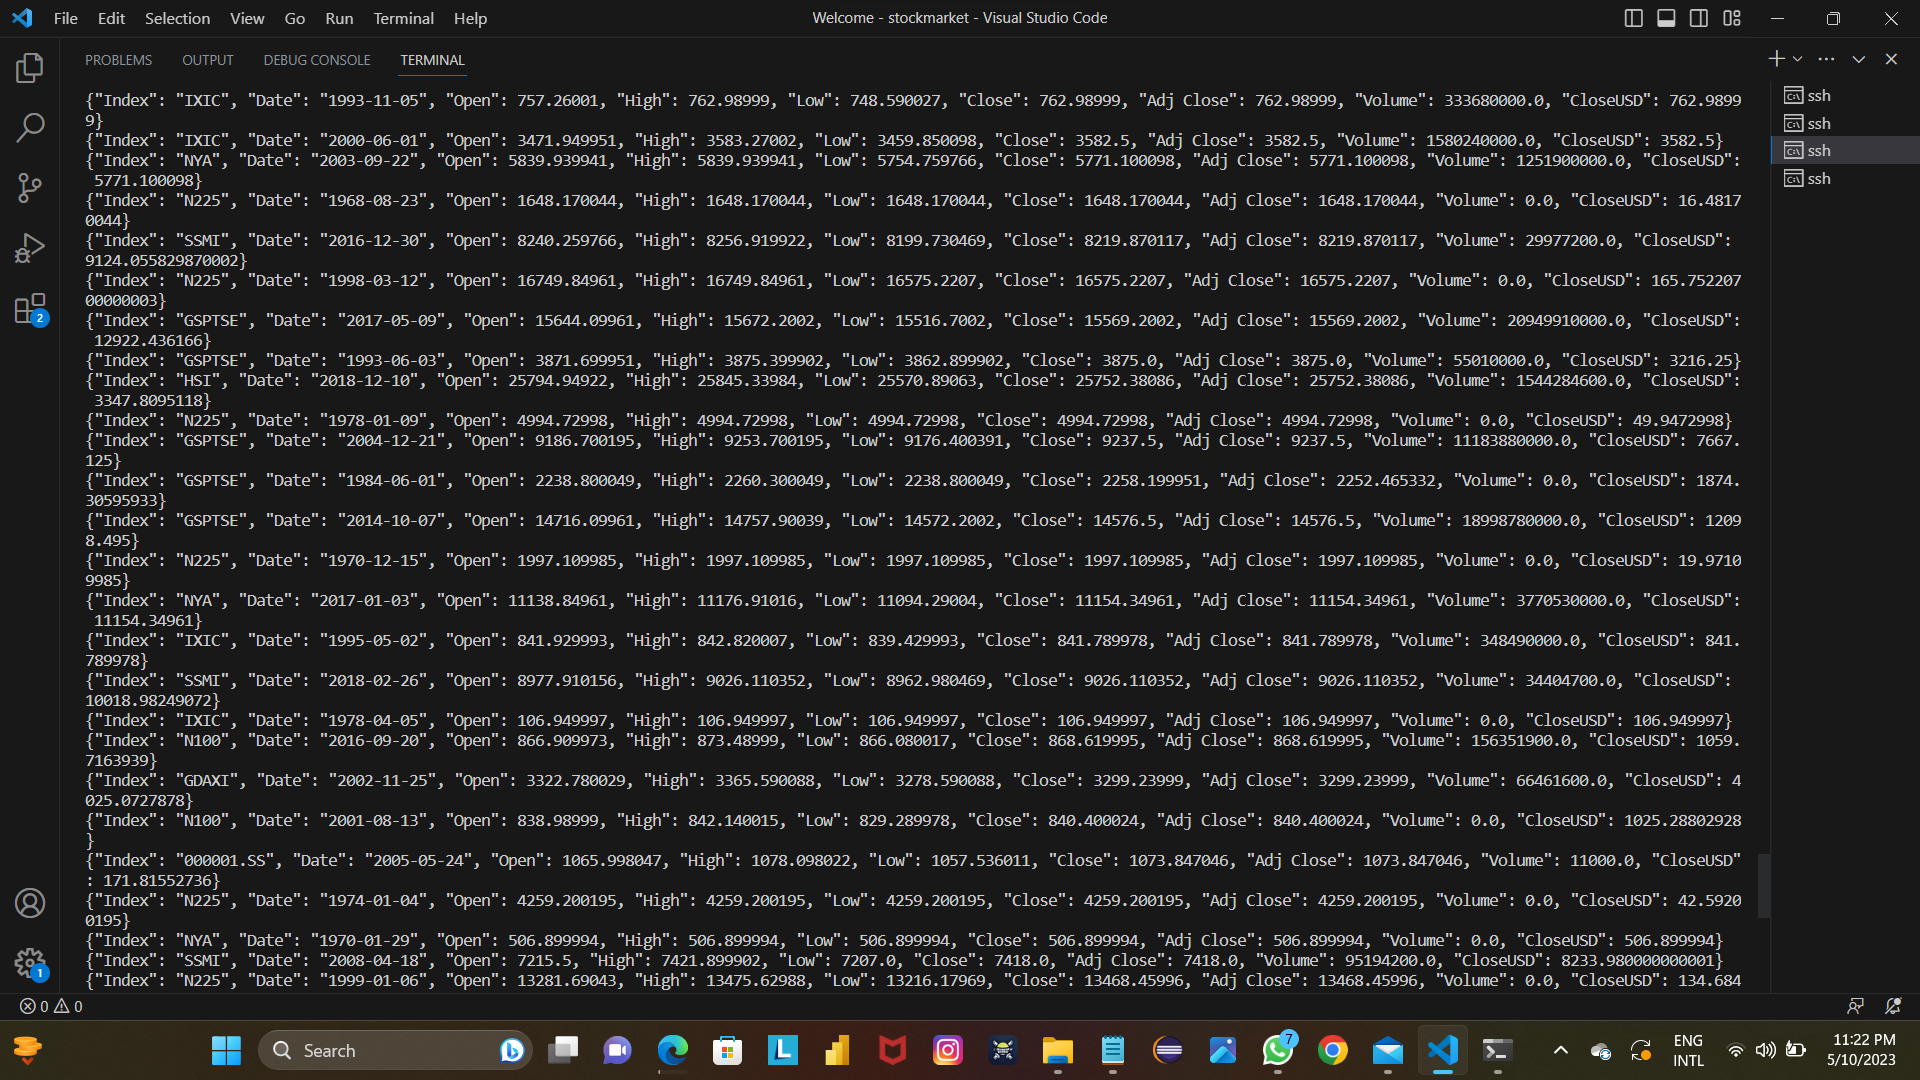 File Edit Selection View Go Run Terminal Help
Welcome - stockmarket - Visual Studio Code
PROBLEMS OUTPUT DEBUG CONSOLE TERMINAL
{"Index": "IXIC", "Date": "1993-11-05", "Open": 757.26001, "High": 762.98999, "Low": 748.590027, "Close": 762.98999, "Adj Close": 762.98999, "Volume": 333680000.0, "CloseUSD": 762.9899
9}
{"Index": "IXIC", "Date": "2000-06-01", "Open": 3471.949951, "High": 3583.27002, "Low": 3459.850098, "Close": 3582.5, "Adj Close": 3582.5, "Volume": 1580240000.0, "CloseUSD": 3582.5}
{"Index": "NYA", "Date": "2003-09-22", "Open": 5839.939941, "High": 5839.939941, "Low": 5754.759766, "Close": 5771.100098, "Adj Close": 5771.100098, "Volume": 1251900000.0, "CloseUSD":
5771.100098}
{"Index": "N225", "Date": "1968-08-23", "Open": 1648.170044, "High": 1648.170044, "Low": 1648.170044, "Close": 1648.170044, "Adj Close": 1648.170044, "Volume": 0.0, "CloseUSD": 16.4817
0044}
{"Index": "SSMI", "Date": "2016-12-30", "Open": 8240.259766, "High": 8256.919922, "Low": 8199.730469, "Close": 8219.870117, "Adj Close": 8219.870117, "Volume": 29977200.0, "CloseUSD":
9124.055829870002}
{"Index": "N225", "Date": "1998-03-12", "Open": 16749.84961, "High": 16749.84961, "Low": 16575.2207, "Close": 16575.2207, "Adj Close": 16575.2207, "Volume": 0.0, "CloseUSD": 165.752207
00000003}
{"Index": "GSPTSE", "Date": "2017-05-09", "Open": 15644.09961, "High": 15672.2002, "Low": 15516.7002, "Close": 15569.2002, "Adj Close": 15569.2002, "Volume": 20949910000.0, "CloseUSD":
12922.436166}
{"Index": "GSPTSE", "Date": "1993-06-03", "Open": 3871.699951, "High": 3875.399902, "Low": 3862.899902, "Close": 3875.0, "Adj Close": 3875.0, "Volume": 55010000.0, "CloseUSD": 3216.25}
{"Index": "HSI", "Date": "2018-12-10", "Open": 25794.94922, "High": 25845.33984, "Low": 25570.89063, "Close": 25752.38086, "Adj Close": 25752.38086, "Volume": 1544284600.0, "CloseUSD":
3347.8095118}
{"Index": "N225", "Date": "1978-01-09", "Open": 4994.72998, "High": 4994.72998, "Low": 4994.72998, "Close": 4994.72998, "Adj Close": 4994.72998, "Volume": 0.0, "CloseUSD": 49.9472998}
{"Index": "GSPTSE", "Date": "2004-12-21", "Open": 9186.700195, "High": 9253.700195, "Low": 9176.400391, "Close": 9237.5, "Adj Close": 9237.5, "Volume": 11183880000.0, "CloseUSD": 7667.
125}
{"Index": "GSPTSE", "Date": "1984-06-01", "Open": 2238.800049, "High": 2260.300049, "Low": 2238.800049, "Close": 2258.199951, "Adj Close": 2252.465332, "Volume": 0.0, "CloseUSD": 1874.
30595933}
{"Index": "GSPTSE", "Date": "2014-10-07", "Open": 14716.09961, "High": 14757.90039, "Low": 14572.2002, "Close": 14576.5, "Adj Close": 14576.5, "Volume": 18998780000.0, "CloseUSD": 1209
8.495}
{"Index": "N225", "Date": "1970-12-15", "Open": 1997.109985, "High": 1997.109985, "Low": 1997.109985, "Close": 1997.109985, "Adj Close": 1997.109985, "Volume": 0.0, "CloseUSD": 19.9710
9985}
{"Index": "NYA", "Date": "2017-01-03", "Open": 11138.84961, "High": 11176.91016, "Low": 11094.29004, "Close": 11154.34961, "Adj Close": 11154.34961, "Volume": 3770530000.0, "CloseUSD":
11154.34961}
{"Index": "IXIC", "Date": "1995-05-02", "Open": 841.929993, "High": 842.820007, "Low": 839.429993, "Close": 841.789978, "Adj Close": 841.789978, "Volume": 348490000.0, "CloseUSD": 841.
789978}
{"Index": "SSMI", "Date": "2018-02-26", "Open": 8977.910156, "High": 9026.110352, "Low": 8962.980469, "Close": 9026.110352, "Adj Close": 9026.110352, "Volume": 34404700.0, "CloseUSD":
10018.98249072}
{"Index": "IXIC", "Date": "1978-04-05", "Open": 106.949997, "High": 106.949997, "Low": 106.949997, "Close": 106.949997, "Adj Close": 106.949997, "Volume": 0.0, "CloseUSD": 106.949997}
{"Index": "N100", "Date": "2016-09-20", "Open": 866.909973, "High": 873.48999, "Low": 866.080017, "Close": 868.619995, "Adj Close": 868.619995, "Volume": 156351900.0, "CloseUSD": 1059.
7163939}
{"Index": "GDAXI", "Date": "2002-11-25", "Open": 3322.780029, "High": 3365.590088, "Low": 3278.590088, "Close": 3299.23999, "Adj Close": 3299.23999, "Volume": 66461600.0, "CloseUSD": 4
025.0727878}
{"Index": "N100", "Date": "2001-08-13", "Open": 838.98999, "High": 842.140015, "Low": 829.289978, "Close": 840.400024, "Adj Close": 840.400024, "Volume": 0.0, "CloseUSD": 1025.28802928
}
{"Index": "000001.SS", "Date": "2005-05-24", "Open": 1065.998047, "High": 1078.098022, "Low": 1057.536011, "Close": 1073.847046, "Adj Close": 1073.847046, "Volume": 11000.0, "CloseUSD"
: 171.81552736}
{"Index": "N225", "Date": "1974-01-04", "Open": 4259.200195, "High": 4259.200195, "Low": 4259.200195, "Close": 4259.200195, "Adj Close": 4259.200195, "Volume": 0.0, "CloseUSD": 42.5920
0195}
{"Index": "NYA", "Date": "1970-01-29", "Open": 506.899994, "High": 506.899994, "Low": 506.899994, "Close": 506.899994, "Adj Close": 506.899994, "Volume": 0.0, "CloseUSD": 506.899994}
{"Index": "SSMI", "Date": "2008-04-18", "Open": 7215.5, "High": 7421.899902, "Low": 7207.0, "Close": 7418.0, "Adj Close": 7418.0, "Volume": 95194200.0, "CloseUSD": 8233.980000000001}
{"Index": "N225", "Date": "1999-01-06", "Open": 13281.69043, "High": 13475.62988, "Low": 13216.17969, "Close": 13468.45996, "Adj Close": 13468.45996, "Volume": 0.0, "CloseUSD": 134.684
ssh
ssh
ssh
ssh
2
1
0 0
Search
L
7
ENG
INTL
11:22 PM
5/10/2023